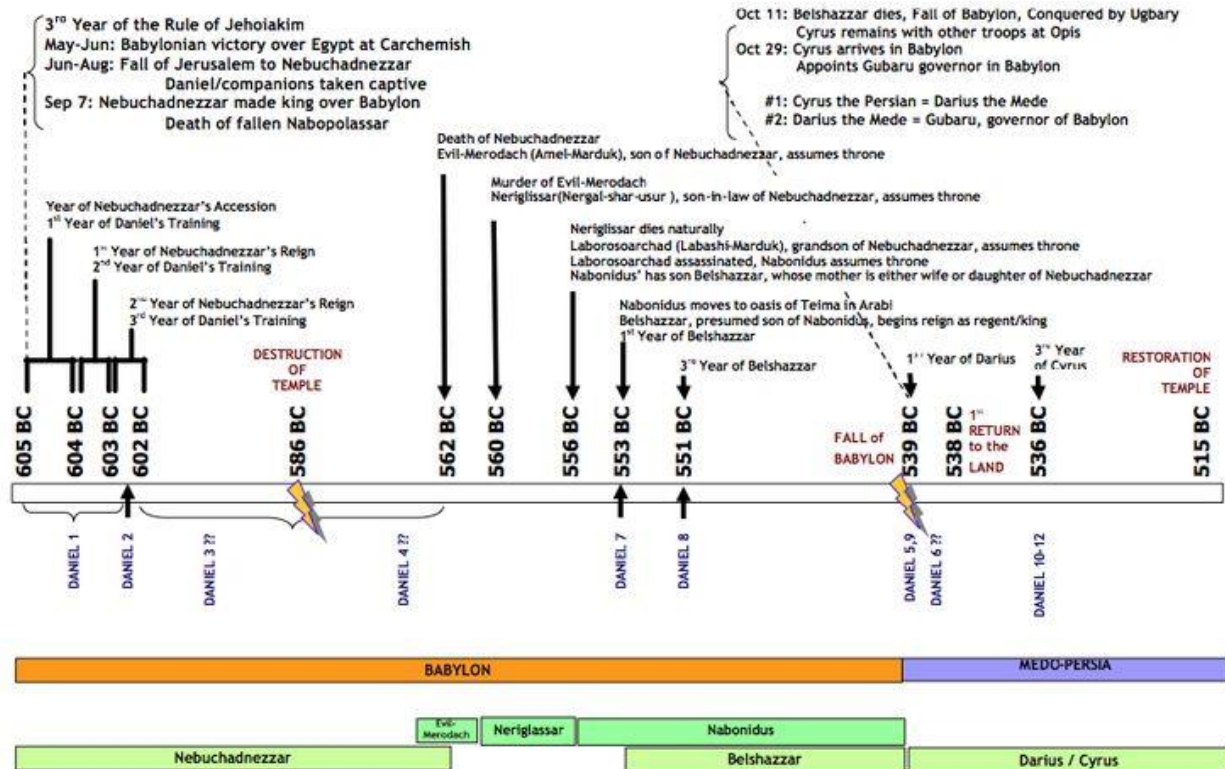 3rd Year of the Rule of Jehoiakim
May-Jun: Babylonian victory over Egypt at Carchemish
Jun-Aug: Fall of Jerusalem to Nebuchadnezzar
Daniel/companions taken captive
Sep 7: Nebuchadnezzar made king over Babylon
Death of fallen Nabopolassar
Oct 11: Belshazzar dies, Fall of Babylon, Conquered by Ugbary
Cyrus remains with other troops at Opis
Oct 29: Cyrus arrives in Babylon
Appoints Gubaru governor in Babylon
#1: Cyrus the Persian = Darius the Mede
#2: Darius the Mede = Gubaru, governor of Babylon
Death of Nebuchadnezzar
Evil-Merodach (Amel-Marduk), son of Nebuchadnezzar, assumes throne
Murder of Evil-Merodach
Neriglissar(Nergal-shar-usur ), son-in-law of Nebuchadnezzar, assumes throne
Year of Nebuchadnezzar's Accession
1st Year of Daniel's Training
1st Year of Nebuchadnezzar's Reign
2nd Year of Daniel's Training
2nd Year of Nebuchadnezzar's Reign
3rd Year of Daniel's Training
Neriglissar dies naturally
Laborosoarchad (Labashi-Marduk), grandson of Nebuchadnezzar, assumes throne
Laborosoarchad assassinated, Nabonidus assumes throne
Nabonidus' has son Belshazzar, whose mother is either wife or daughter of Nebuchadnezzar
Nabonidus moves to oasis of Teima in Arabi
Belshazzar, presumed son of Nabonidus, begins reign as regent/king
1st Year of Belshazzar
3rd Year of Belshazzar
1st Year of Darius
3rd Year
of Cyrus
DESTRUCTION
OF
TEMPLE
RESTORATION
OF
TEMPLE
FALL of
BABYLON
1st
RETURN
to the
LAND
605 BC
604 BC
603 BC
602 BC
586 BC
562 BC
560 BC
556 BC
553 BC
551 BC
539 BC
538 BC
536 BC
515 BC
DANIEL 1
DANIEL 2
DANIEL 3 ??
DANIEL 4 ??
DANIEL 7
DANIEL 8
DANIEL 5,9
DANIEL 6 ??
DANIEL 10-12
BABYLON
MEDO-PERSIA
Evil-
Merodach
Neriglassar
Nabonidus
Nebuchadnezzar
Belshazzar
Darius / Cyrus